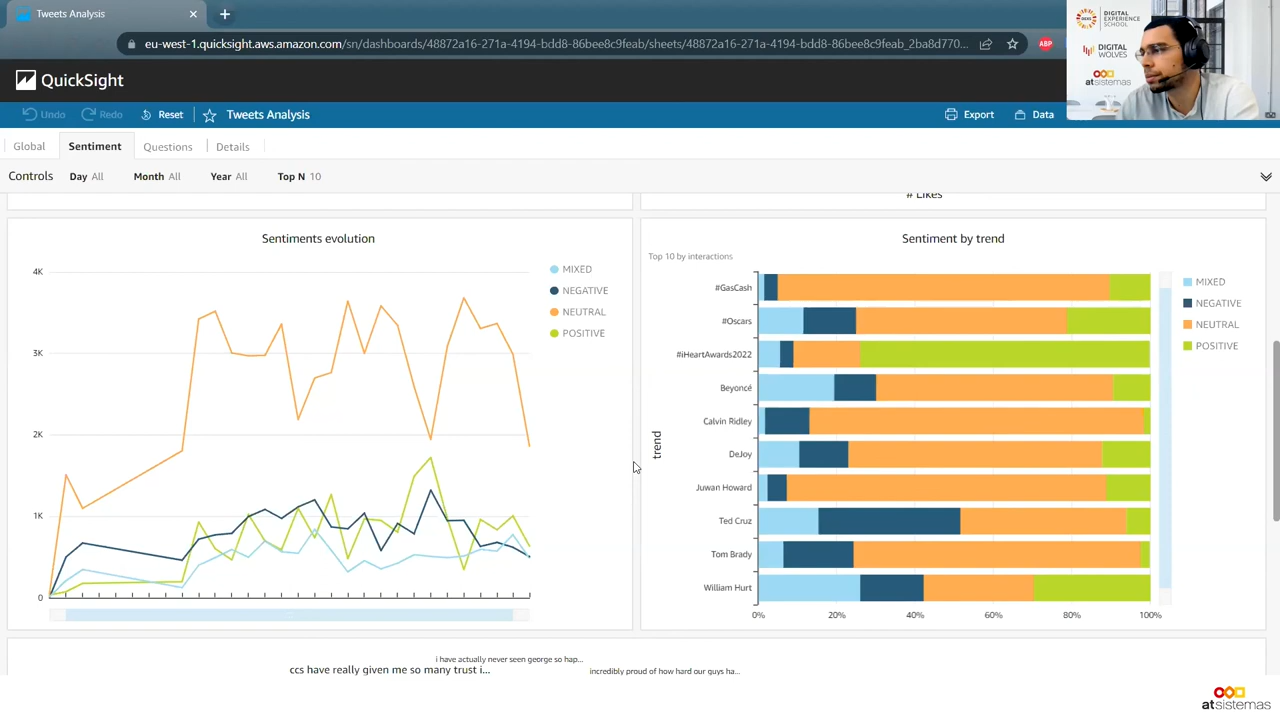 Tweets Analysis
eu-west-1.quicksight.aws.amazon.com/sn/dashboards/48872a16-271a-4194-bdd8-86bee8c9feab/sheets/48872a16-271a-4194-bdd8-86bee8c9feab_2ba8d770...
ABP
DIGITAL EXPERIENCE SCHOOL
DIGITAL WOLVES
atsistemas
QuickSight
Undo Redo Reset Tweets Analysis Export Data
Global Sentiment Questions Details
Controls Day All Month All Year All Top N 10
# Likes
Sentiments evolution
4K
3K
2K
1K
0
MIXED
NEGATIVE
NEUTRAL
POSITIVE
Sentiment by trend
Top 10 by interactions
trend
#GasCash
#Oscars
#iHeartAwards2022
Beyoncé
Calvin Ridley
DeJoy
Juwan Howard
Ted Cruz
Tom Brady
William Hurt
0% 20% 40% 60% 80% 100%
MIXED
NEGATIVE
NEUTRAL
POSITIVE
i have actually never seen george so hap...
ccs have really given me so many trust i...
incredibly proud of how hard our guys ha...
atsistemas